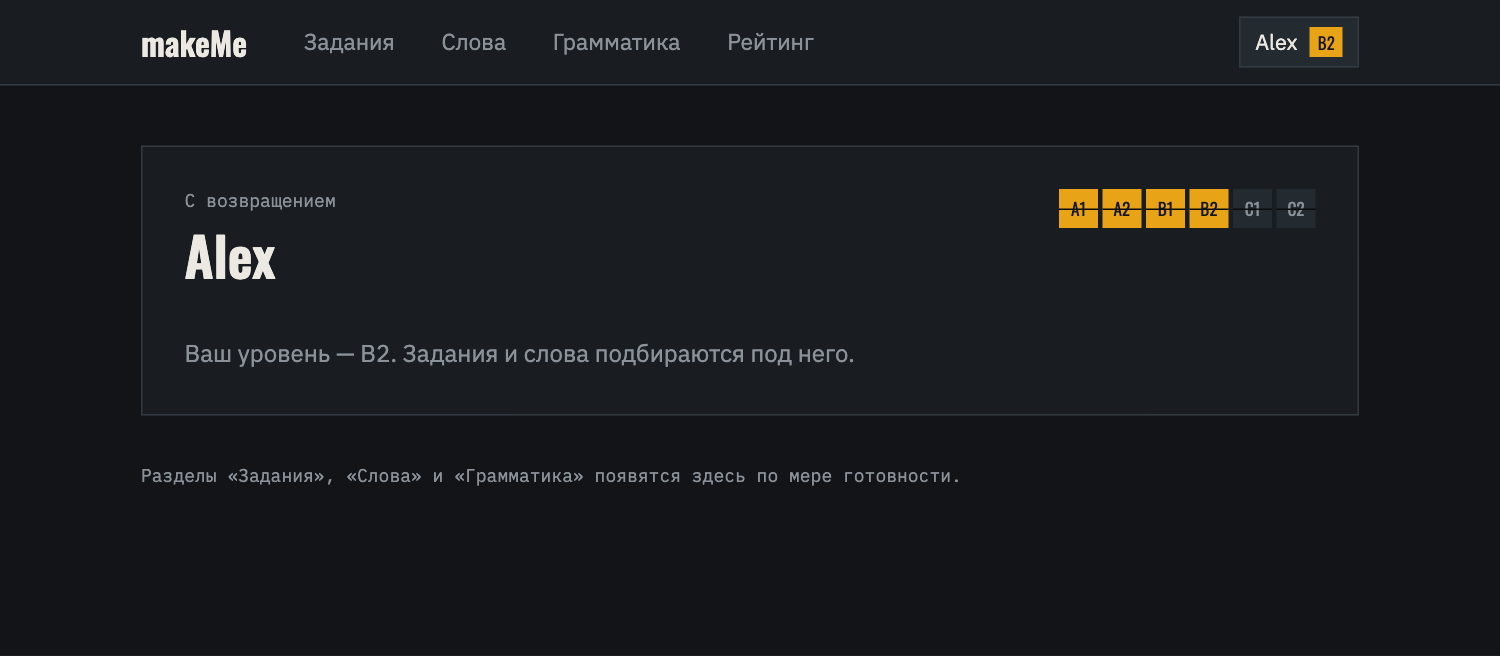 makeMe Задания Слова Грамматика Рейтинг Alex B2
С возвращением
A1 A2 B1 B2 C1 C2
Alex
Ваш уровень — B2. Задания и слова подбираются под него.
Разделы «Задания», «Слова» и «Грамматика» появятся здесь по мере готовности.